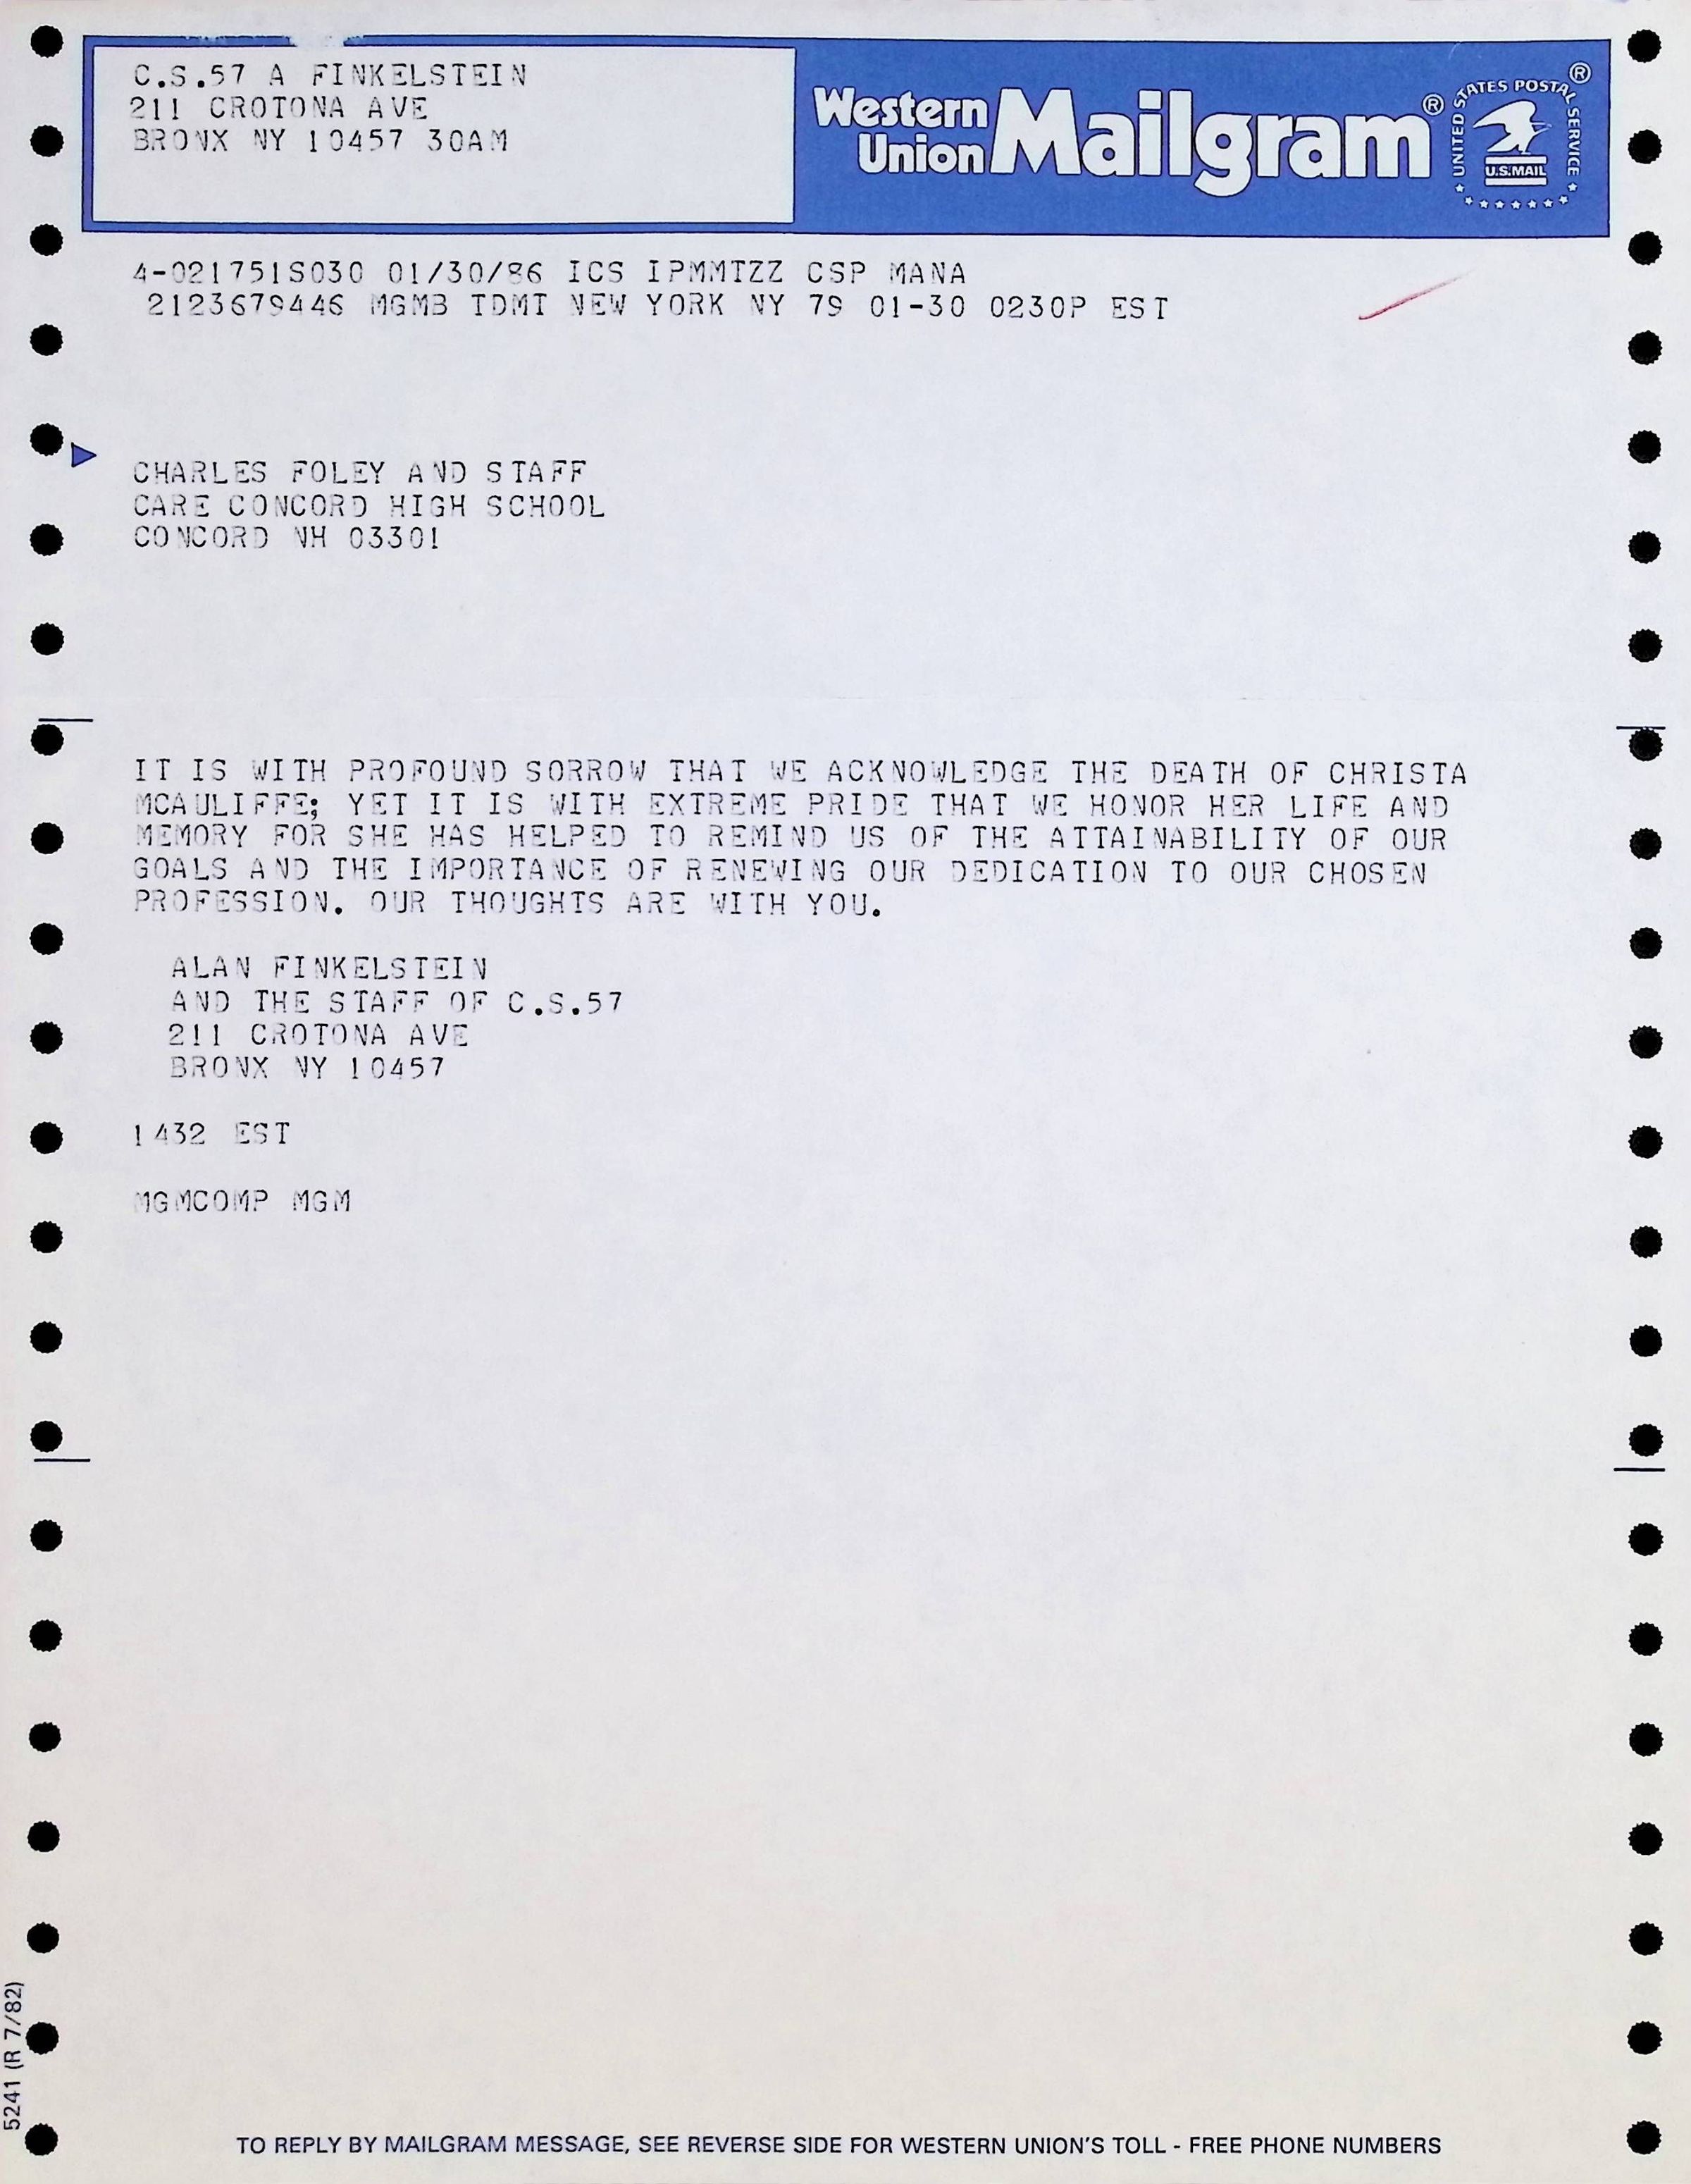 C.S.57 A FINKELSTEIN
211 CROTONA AVE
BRONX NY 10457 30AM
Western Union Mailgram®
UNITED STATES POSTAL SERVICE ®
U.S.MAIL
4-021751S030 01/30/86 ICS IPMMTZZ CSP MANA
2123679446 MGMB TDMT NEW YORK NY 79 01-30 0230P EST
CHARLES FOLEY AND STAFF
CARE CONCORD HIGH SCHOOL
CONCORD NH 03301
IT IS WITH PROFOUND SORROW THAT WE ACKNOWLEDGE THE DEATH OF CHRISTA
MCAULIFFE; YET IT IS WITH EXTREME PRIDE THAT WE HONOR HER LIFE AND
MEMORY FOR SHE HAS HELPED TO REMIND US OF THE ATTAINABILITY OF OUR
GOALS AND THE IMPORTANCE OF RENEWING OUR DEDICATION TO OUR CHOSEN
PROFESSION. OUR THOUGHTS ARE WITH YOU.
ALAN FINKELSTEIN
AND THE STAFF OF C.S.57
211 CROTONA AVE
BRONX NY 10457
1432 EST
MGMCOMP MGM
5241 (R 7/82)
TO REPLY BY MAILGRAM MESSAGE, SEE REVERSE SIDE FOR WESTERN UNION'S TOLL - FREE PHONE NUMBERS